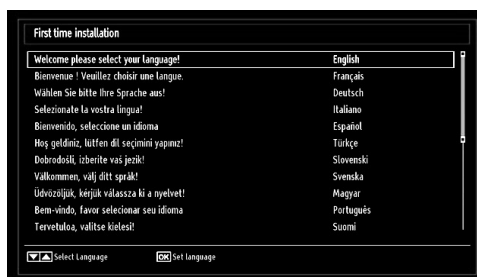 First time installation
Welcome please select your language! English
Bienvenue ! Veuillez choisir une langue. Français
Wählen Sie bitte Ihre Sprache aus! Deutsch
Selezionate la vostra lingua! Italiano
Bienvenido, seleccione un idioma Español
Hoş geldiniz, lütfen dil seçimini yapınız! Türkçe
Dobrodošli, izberite vaš jezik! Slovenski
Välkommen, välj ditt språk! Svenska
Üdvözöljük, kérjük válassza ki a nyelvet! Magyar
Bem-vindo, favor selecionar seu idioma Português
Tervetuloa, valitse kielesi! Suomi
Select Language OK Set language